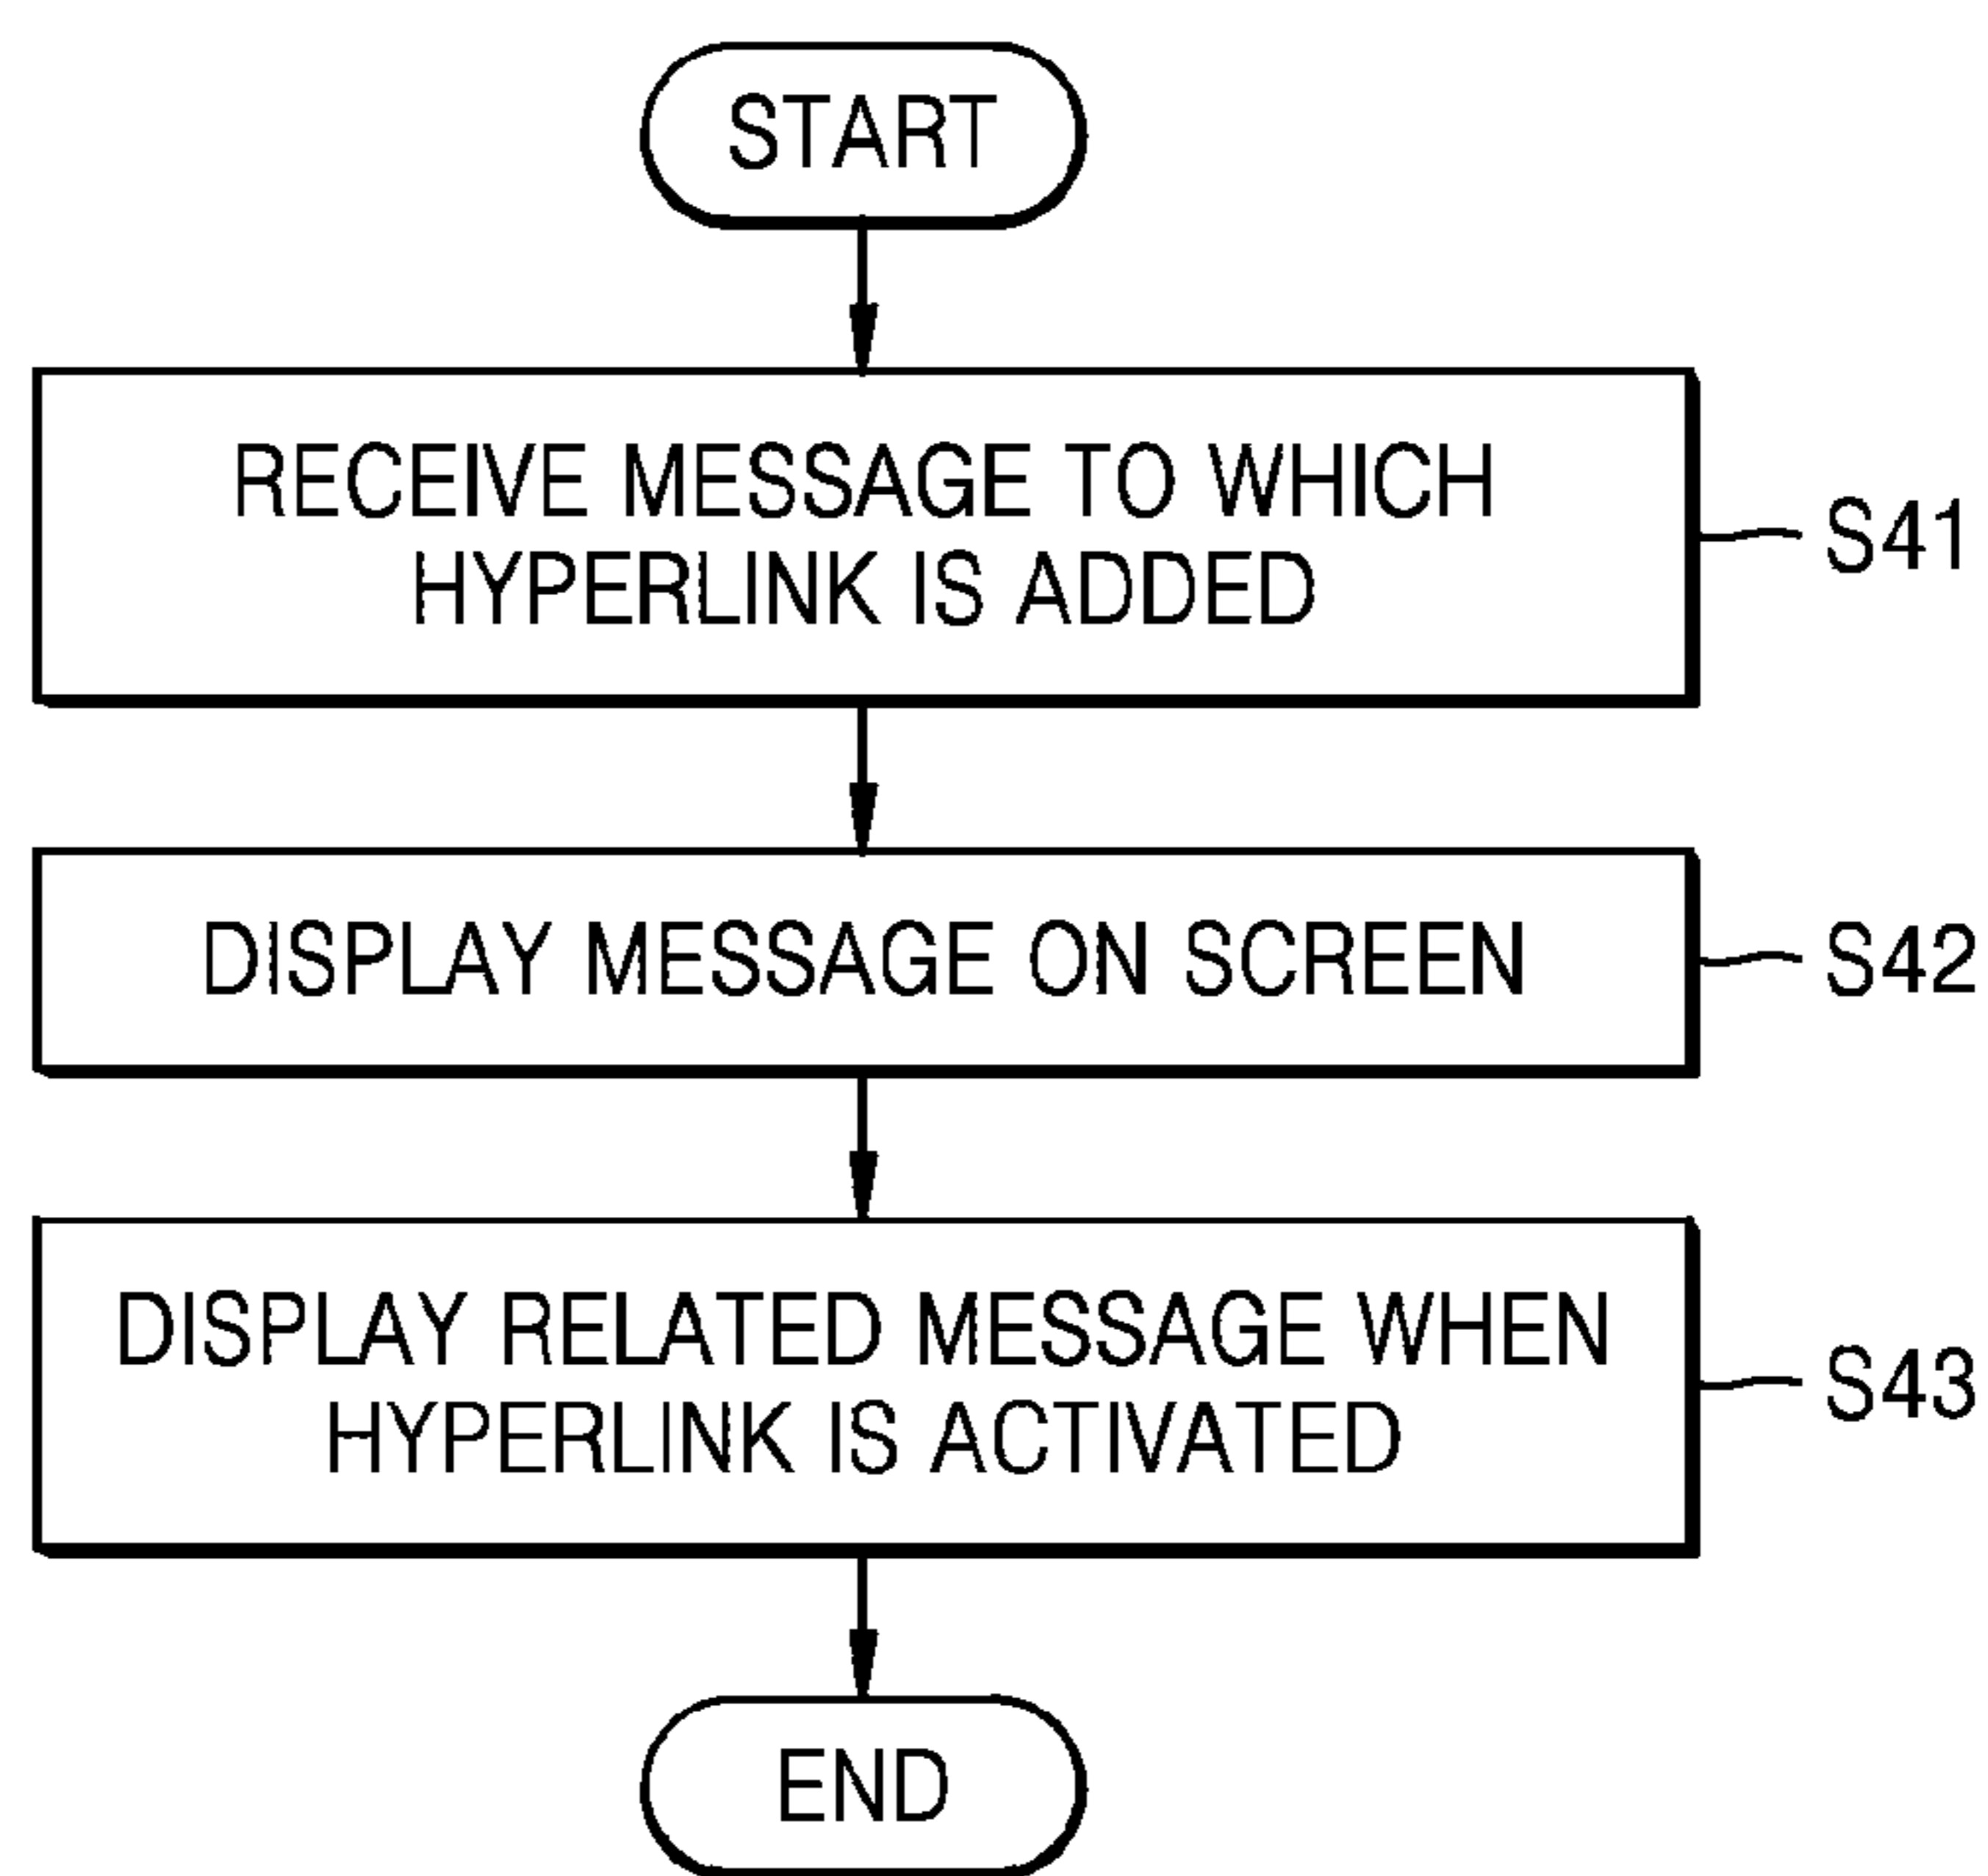 START
RECEIVE MESSAGE TO WHICH
HYPERLINK IS ADDED
S41
DISPLAY MESSAGE ON SCREEN
S42
DISPLAY RELATED MESSAGE WHEN
HYPERLINK IS ACTIVATED
S43
END